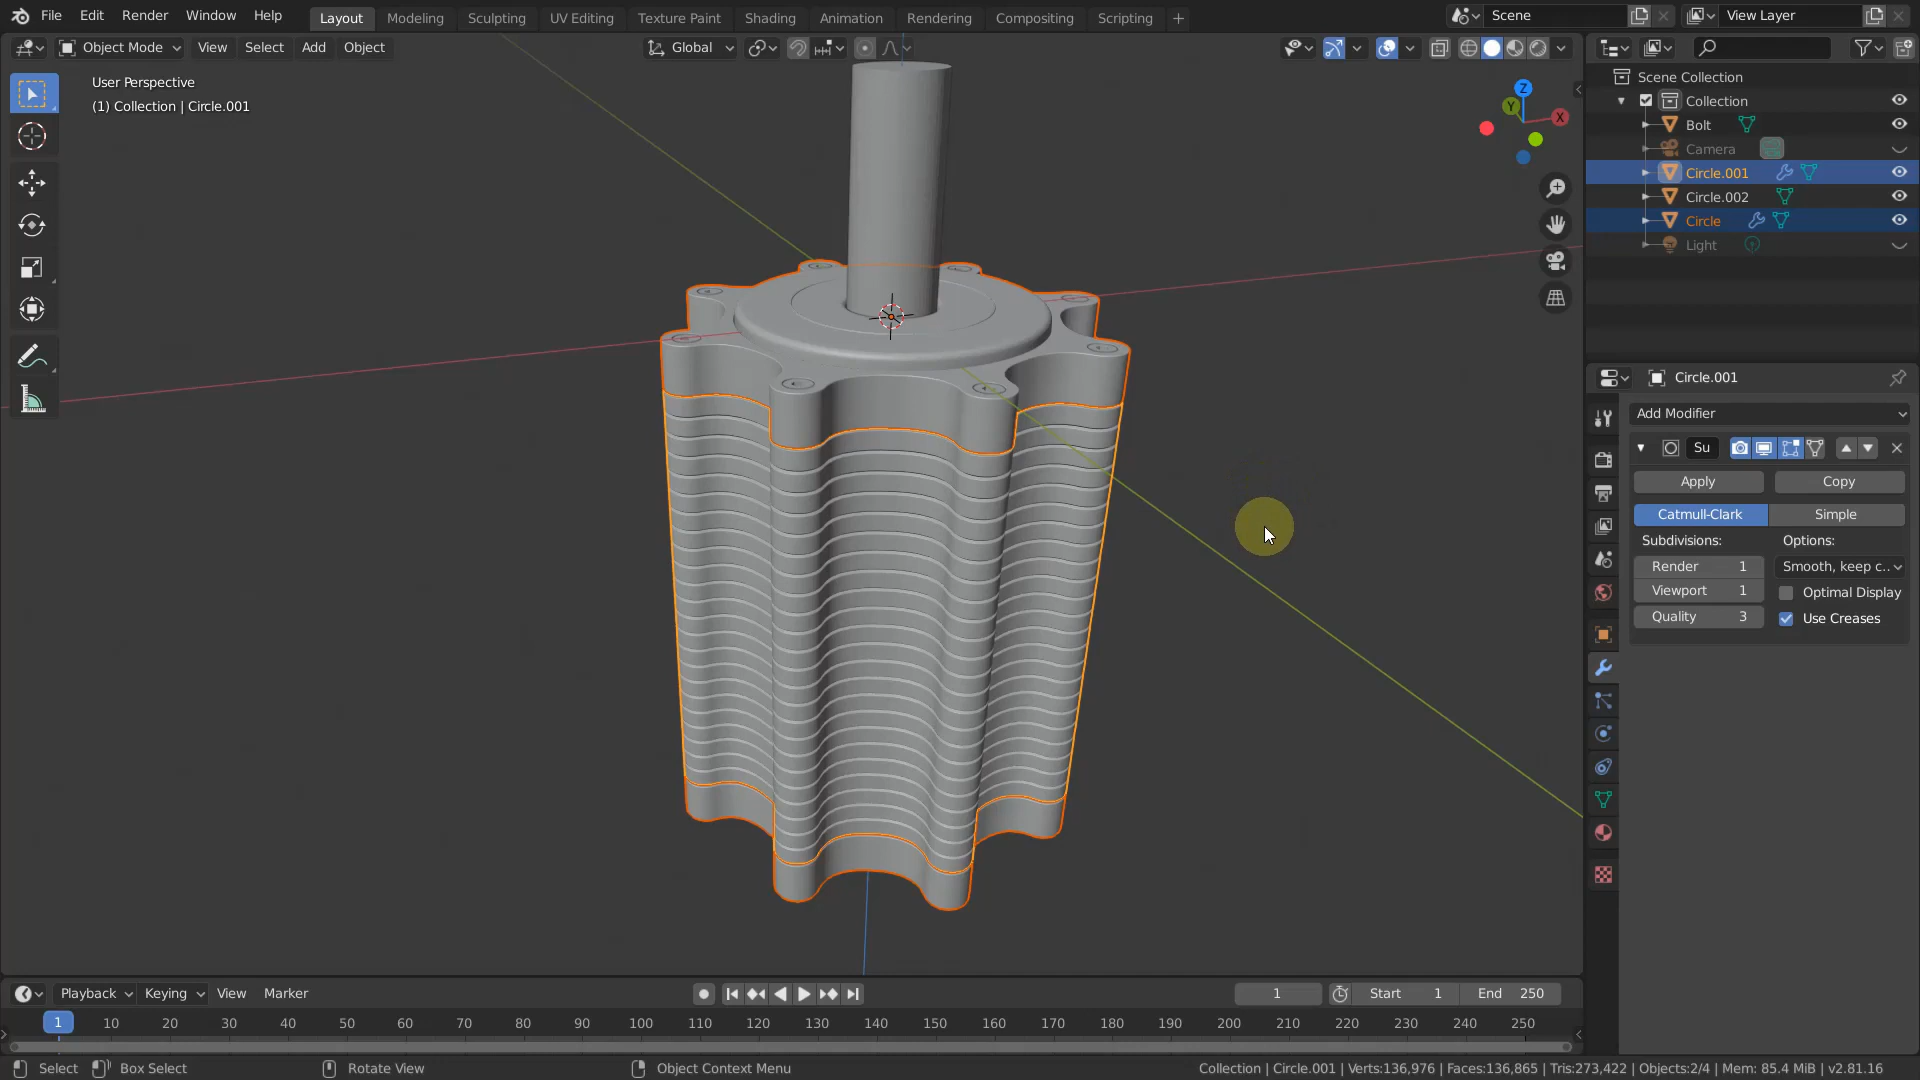 File Edit Render Window Help Layout Modeling Sculpting UV Editing Texture Paint Shading Animation Rendering Compositing Scripting + Scene View Layer
Object Mode View Select Add Object Global
User Perspective
(1) Collection | Circle.001
Z
Y
X
Scene Collection
Collection
Bolt
Camera
Circle.001
Circle.002
Circle
Light
Circle.001
Add Modifier
Su
Apply Copy
Catmull-Clark Simple
Subdivisions: Options:
Render 1 Smooth, keep c..
Viewport 1 Optimal Display
Quality 3 Use Creases
Playback Keying View Marker 1 Start 1 End 250
1 10 20 30 40 50 60 70 80 90 100 110 120 130 140 150 160 170 180 190 200 210 220 230 240 250
Select Box Select Rotate View Object Context Menu Collection | Circle.001 | Verts:136,976 | Faces:136,865 | Tris:273,422 | Objects:2/4 | Mem: 85.4 MiB | v2.81.16